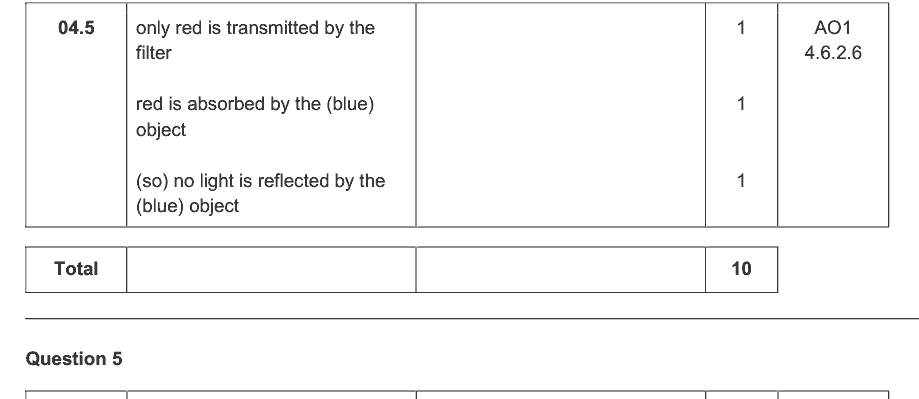 04.5 only red is transmitted by the 1 AO1
filter 4.6.2.6
red is absorbed by the (blue) 1
object
(so) no light is reflected by the 1
(blue) object
Total 10
Question 5